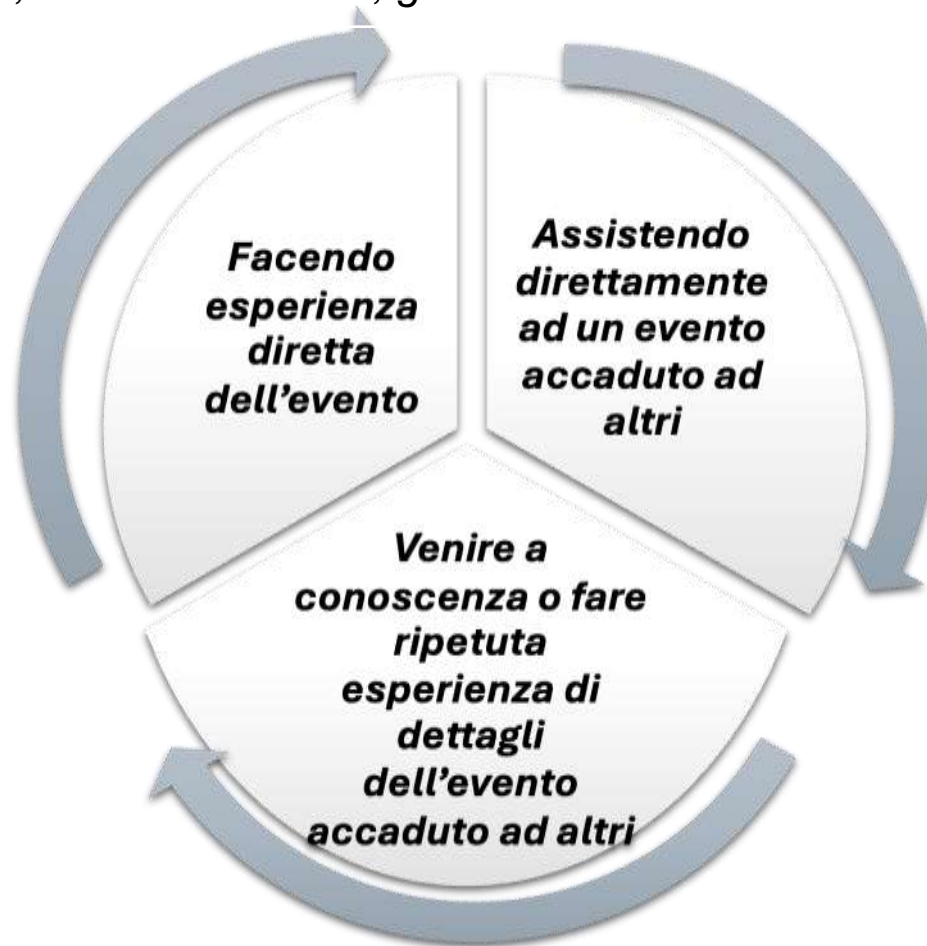 Facendo
esperienza
diretta
dell’evento
Assistendo
direttamente
ad un evento
accaduto ad
altri
Venire a
conoscenza o fare
ripetuta
esperienza di
dettagli
dell’evento
accaduto ad altri